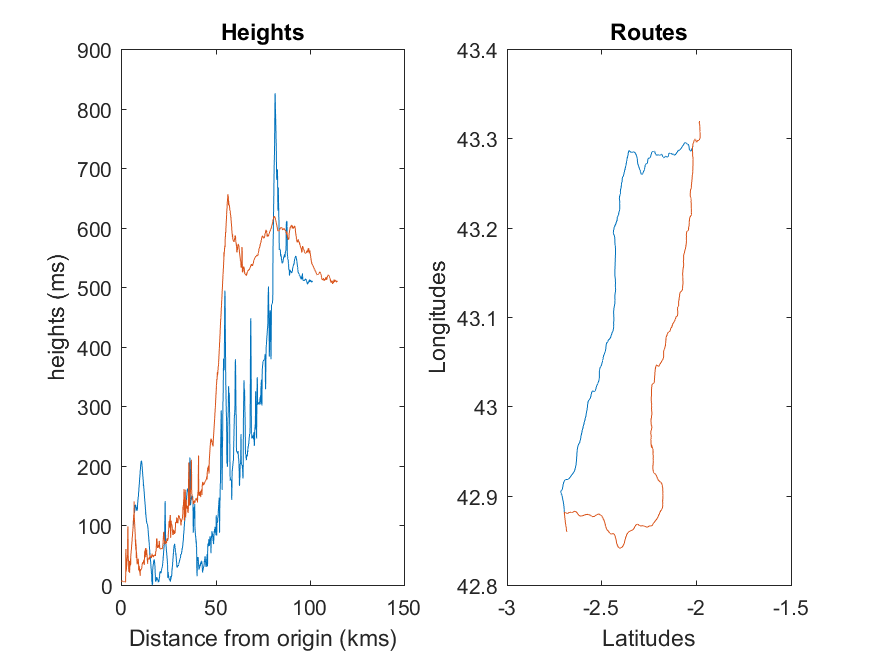 Heights
900
800
700
600
500
400
300
200
100
0
0 50 100 150
heights (ms)
Distance from origin (kms)
Routes
43.4
43.3
43.2
43.1
43
42.9
42.8
-3 -2.5 -2 -1.5
Longitudes
Latitudes